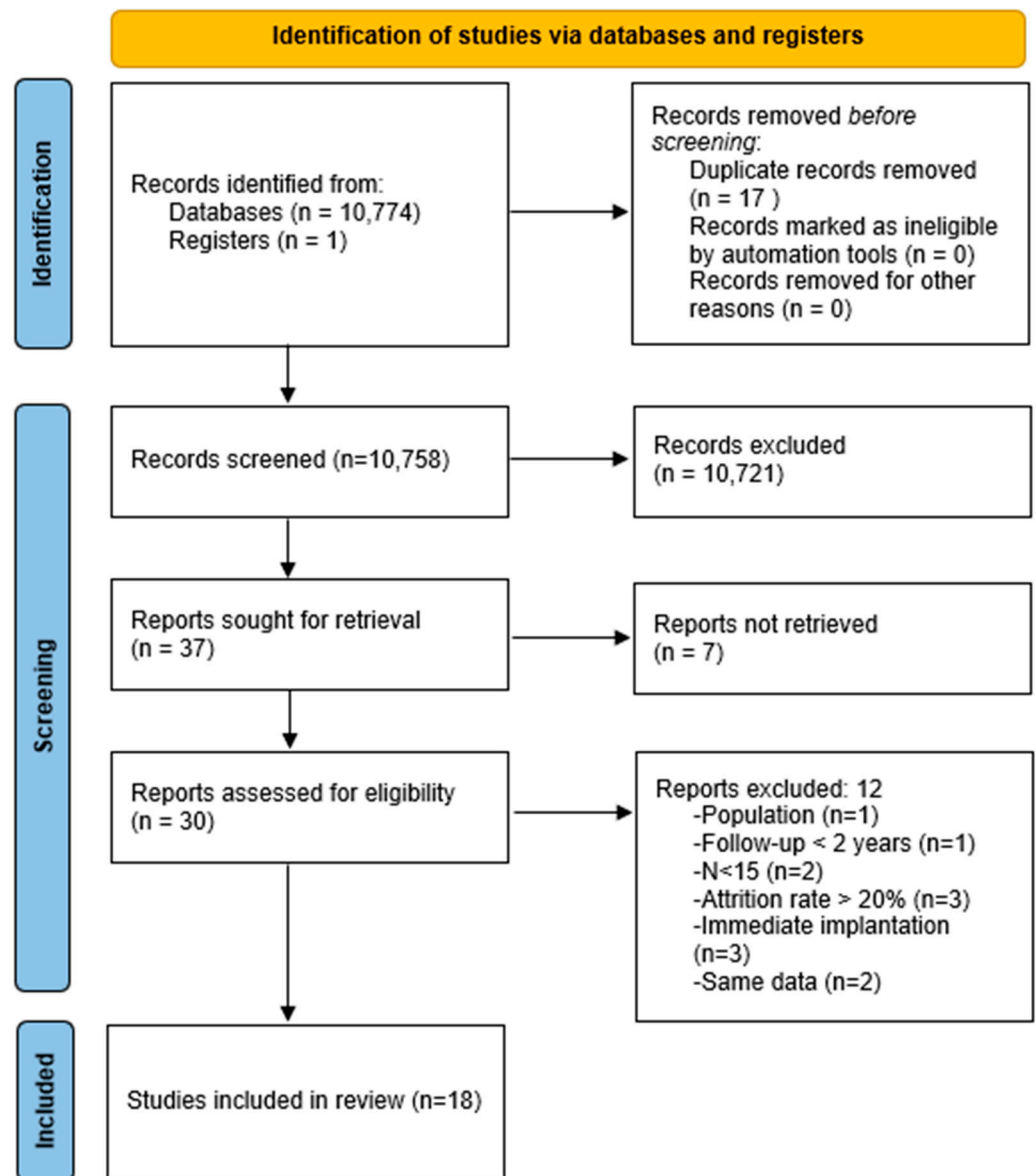 Identification of studies via databases and registers
Identification
Records identified from:
Databases (n = 10,774)
Registers (n = 1)
Records removed before
screening:
Duplicate records removed
(n = 17 )
Records marked as ineligible
by automation tools (n = 0)
Records removed for other
reasons (n = 0)
Screening
Records screened (n=10,758)
Records excluded
(n = 10,721)
Reports sought for retrieval
(n = 37)
Reports not retrieved
(n = 7)
Reports assessed for eligibility
(n = 30)
Reports excluded: 12
-Population (n=1)
-Follow-up < 2 years (n=1)
-N<15 (n=2)
-Attrition rate > 20% (n=3)
-Immediate implantation
(n=3)
-Same data (n=2)
Included
Studies included in review (n=18)